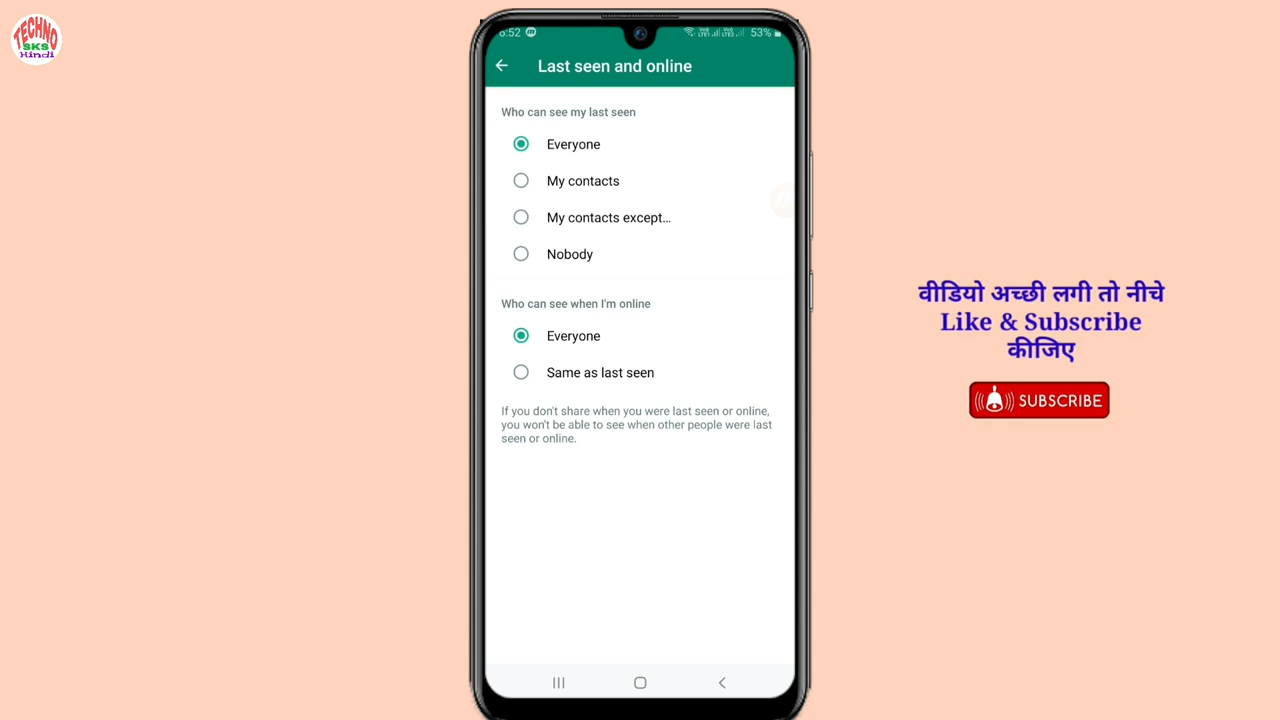 TECHNO
SKS
Hindi
6:52
53%
Last seen and online
Who can see my last seen
Everyone
My contacts
My contacts except...
Nobody
Who can see when I'm online
Everyone
Same as last seen
If you don't share when you were last seen or online,
you won't be able to see when other people were last
seen or online.
वीडियो अच्छी लगी तो नीचे
Like & Subscribe
कीजिए
SUBSCRIBE